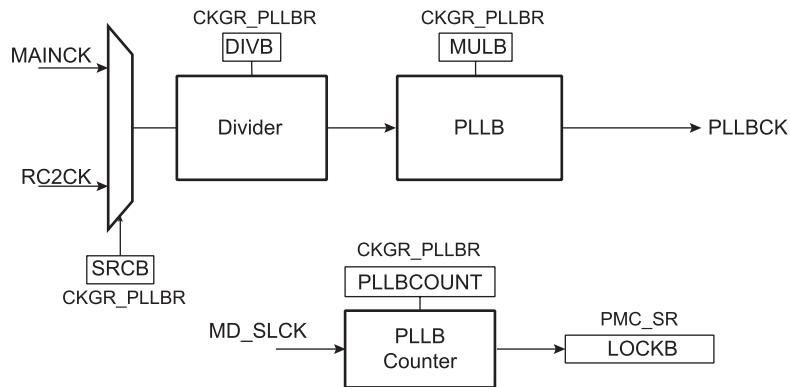 CKGR_PLLBR
DIVB
CKGR_PLLBR
MULB
MAINCK
Divider
PLLB
PLLBCK
RC2CK
SRCB
CKGR_PLLBR
CKGR_PLLBR
PLLBCOUNT
MD_SLCK
PLLB
Counter
PMC_SR
LOCKB